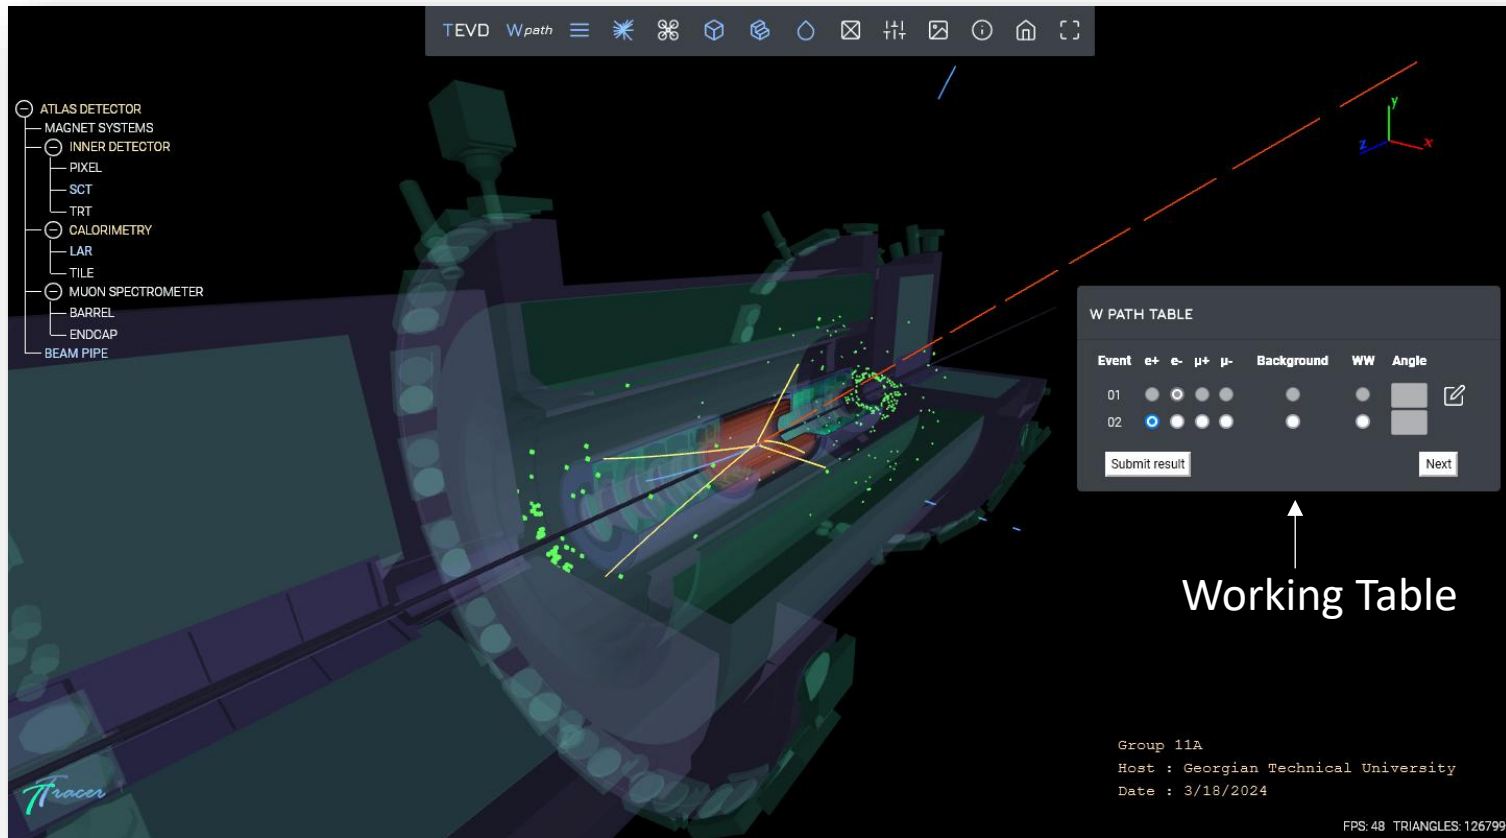 TEVD Wpath
ATLAS DETECTOR
MAGNET SYSTEMS
INNER DETECTOR
PIXEL
SCT
TRT
CALORIMETRY
LAR
TILE
MUON SPECTROMETER
BARREL
ENDCAP
BEAM PIPE
y
z x
W PATH TABLE
Event e+ e- μ+ μ- Background WW Angle
01
02
Submit result Next
Working Table
Group 11A
Host : Georgian Technical University
Date : 3/18/2024
Tracer
FPS: 48 TRIANGLES: 126799